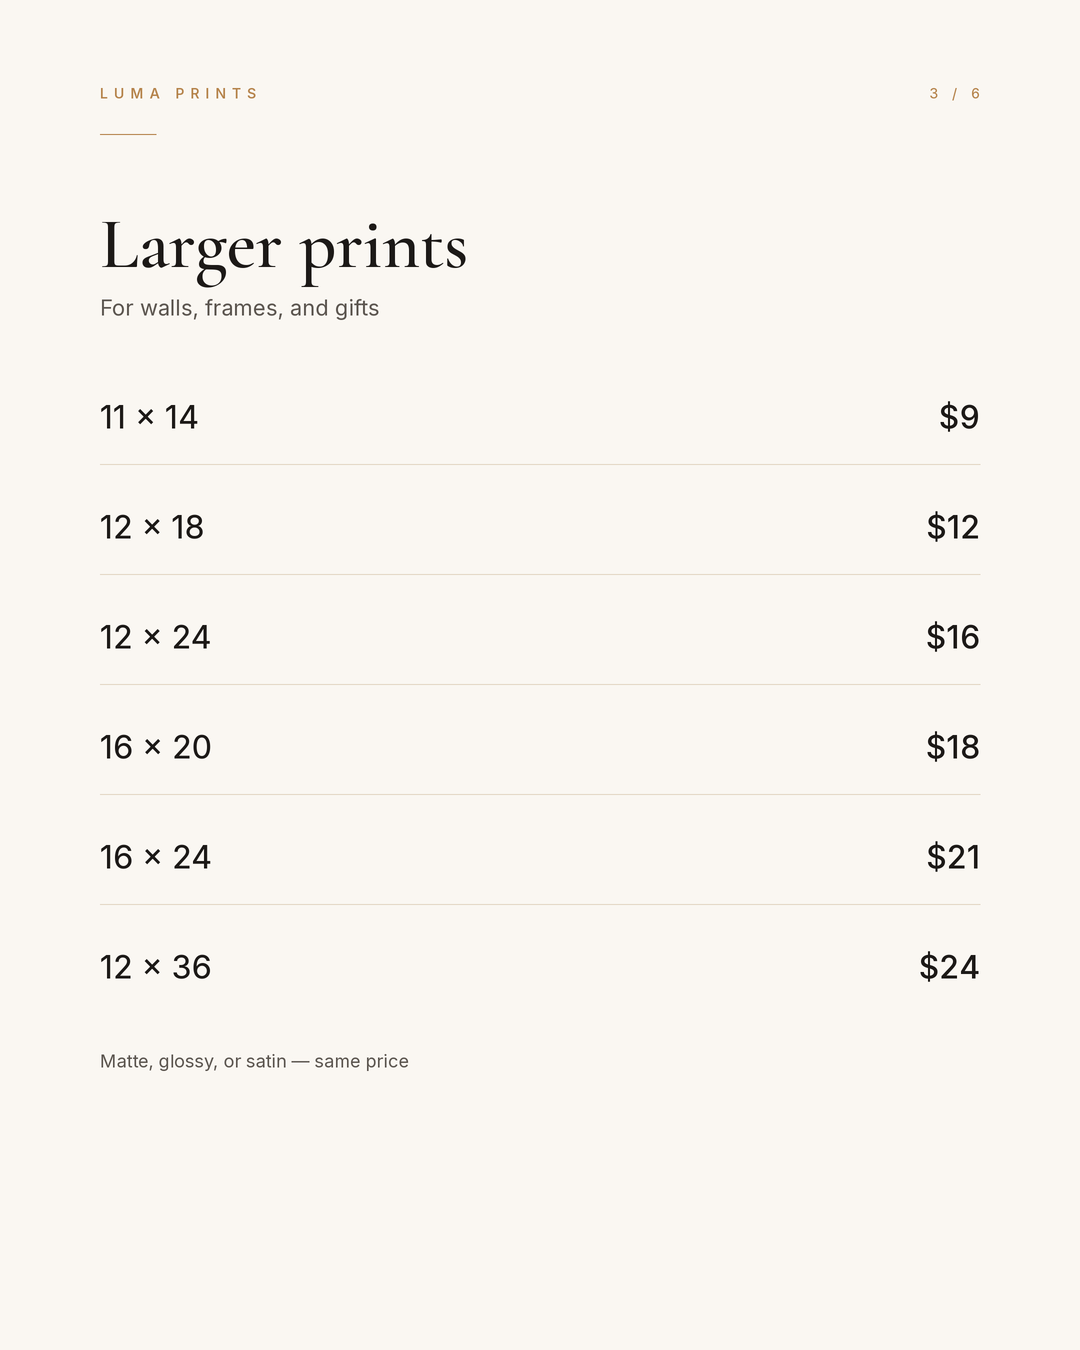 LUMA PRINTS 3 / 6
Larger prints
For walls, frames, and gifts
11 × 14 $9
12 × 18 $12
12 × 24 $16
16 × 20 $18
16 × 24 $21
12 × 36 $24
Matte, glossy, or satin — same price